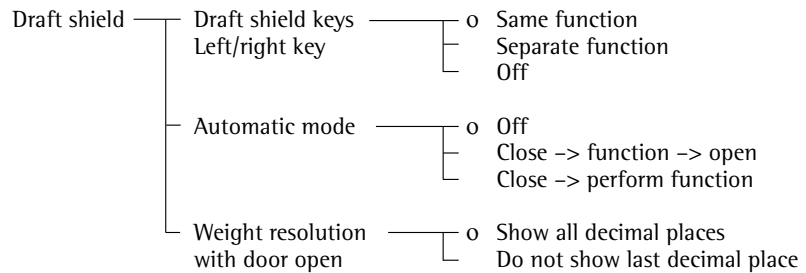 Draft shield Draft shield keys o Same function
Left/right key Separate function
Off
Automatic mode o Off
Close –> function –> open
Close –> perform function
Weight resolution o Show all decimal places
with door open Do not show last decimal place